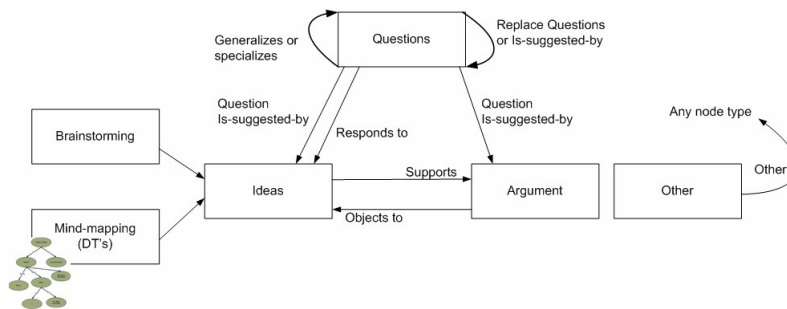 Generalizes or
specializes
Questions
Replace Questions
or Is-suggested-by
Question
Is-suggested-by
Responds to
Question
Is-suggested-by
Any node type
Brainstorming
Ideas
Supports
Argument
Other
Other
Objects to
Mind-mapping
(DT's)